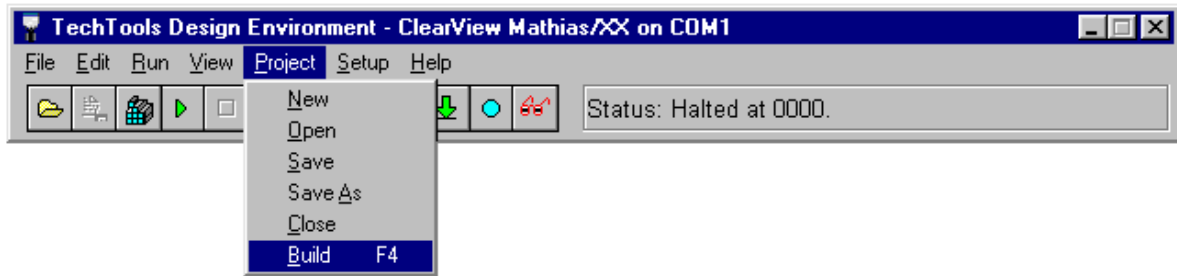 TechTools Design Environment - ClearView Mathias/XX on COM1
File Edit Run View Project Setup Help
Status: Halted at 0000.
New
Open
Save
Save As
Close
Build F4